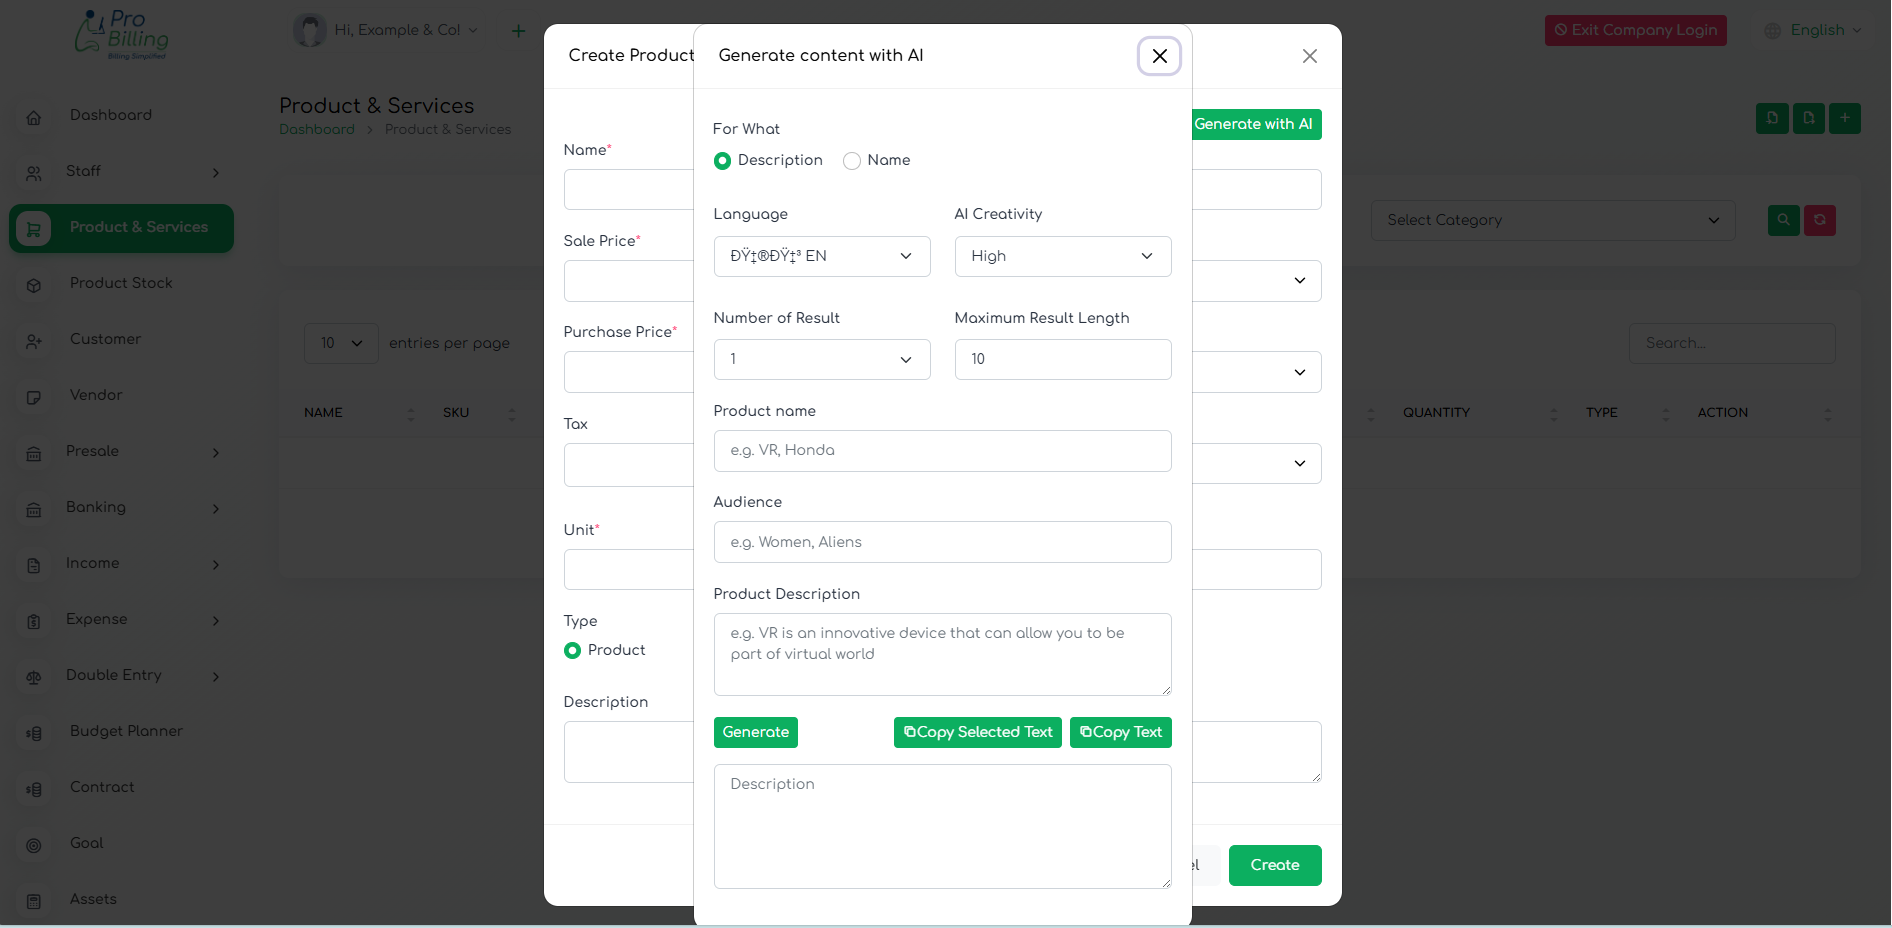 Pro
Billing
Billing Simplified
Hi, Example & Co!
Exit Company Login
English
Dashboard
Staff
Product & Services
Product Stock
Customer
Vendor
Presale
Banking
Income
Expense
Double Entry
Budget Planner
Contract
Goal
Assets
Product & Services
Dashboard > Product & Services
Select Category
10 entries per page
Search...
NAME SKU QUANTITY TYPE ACTION
Create Product
Generate with AI
Name*
Sale Price*
Purchase Price*
Tax
Unit*
Type
Product
Description
Create
Generate content with AI
For What
Description Name
Language AI Creativity
ÐŸ‡®ÐŸ‡³ EN High
Number of Result Maximum Result Length
1 10
Product name
e.g. VR, Honda
Audience
e.g. Women, Aliens
Product Description
e.g. VR is an innovative device that can allow you to be
part of virtual world
Generate Copy Selected Text Copy Text
Description